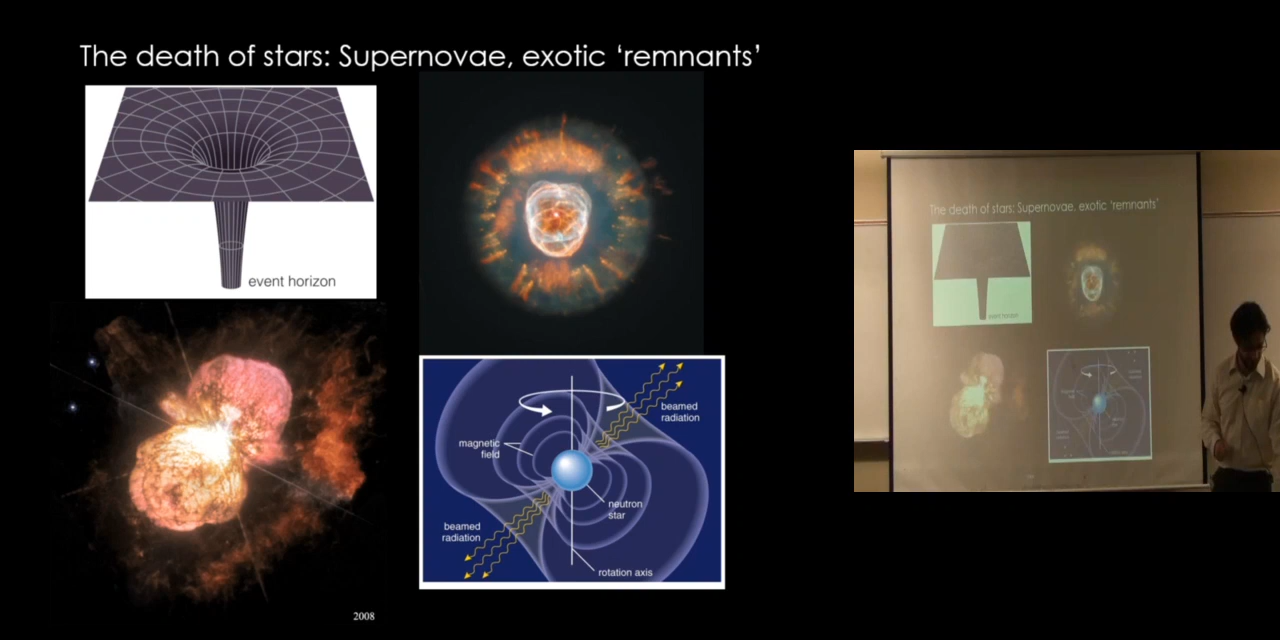 The death of stars: Supernovae, exotic ‘remnants’
event horizon
beamed
radiation
magnetic
field
neutron
star
beamed
radiation
rotation axis
2008
The death of stars: Supernovae, exotic ‘remnants’
event horizon